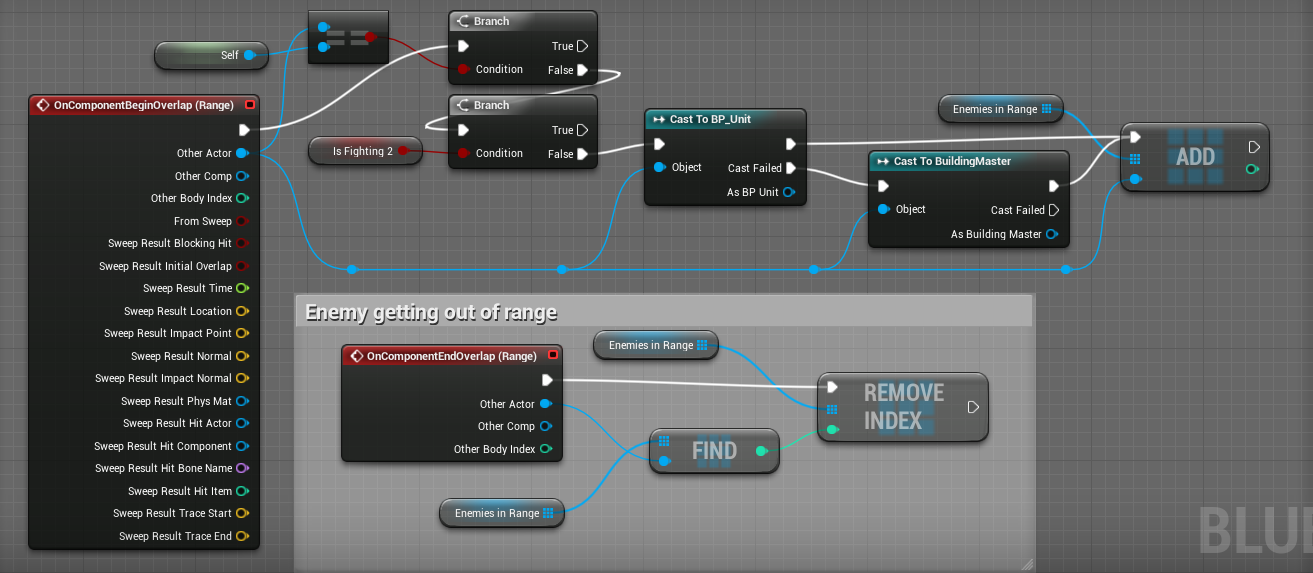 Self
==
Branch
True
Condition
False
OnComponentBeginOverlap (Range)
Other Actor
Other Comp
Other Body Index
From Sweep
Sweep Result Blocking Hit
Sweep Result Initial Overlap
Sweep Result Time
Sweep Result Location
Sweep Result Impact Point
Sweep Result Normal
Sweep Result Impact Normal
Sweep Result Phys Mat
Sweep Result Hit Actor
Sweep Result Hit Component
Sweep Result Hit Bone Name
Sweep Result Hit Item
Sweep Result Trace Start
Sweep Result Trace End
Branch
True
Condition
False
Is Fighting 2
Cast To BP_Unit
Object
Cast Failed
As BP Unit
Enemies in Range
Cast To BuildingMaster
Object
Cast Failed
As Building Master
ADD
Enemy getting out of range
OnComponentEndOverlap (Range)
Other Actor
Other Comp
Other Body Index
Enemies in Range
Enemies in Range
FIND
REMOVE
INDEX